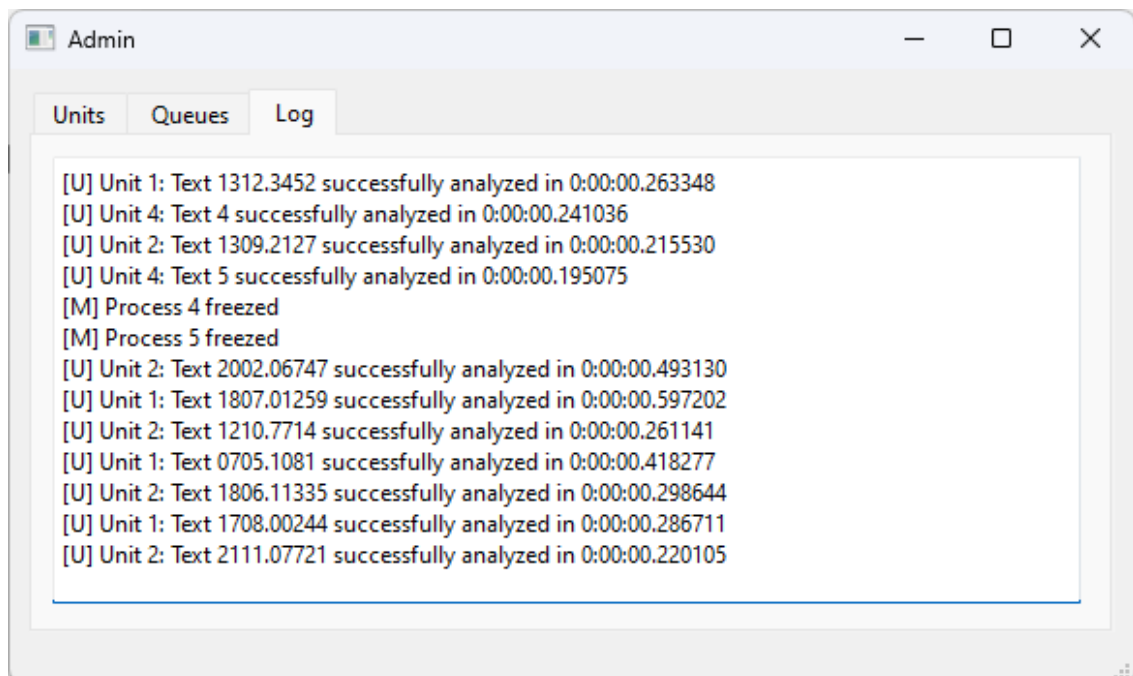 Admin
Units Queues Log
[U] Unit 1: Text 1312.3452 successfully analyzed in 0:00:00.263348
[U] Unit 4: Text 4 successfully analyzed in 0:00:00.241036
[U] Unit 2: Text 1309.2127 successfully analyzed in 0:00:00.215530
[U] Unit 4: Text 5 successfully analyzed in 0:00:00.195075
[M] Process 4 freezed
[M] Process 5 freezed
[U] Unit 2: Text 2002.06747 successfully analyzed in 0:00:00.493130
[U] Unit 1: Text 1807.01259 successfully analyzed in 0:00:00.597202
[U] Unit 2: Text 1210.7714 successfully analyzed in 0:00:00.261141
[U] Unit 1: Text 0705.1081 successfully analyzed in 0:00:00.418277
[U] Unit 2: Text 1806.11335 successfully analyzed in 0:00:00.298644
[U] Unit 1: Text 1708.00244 successfully analyzed in 0:00:00.286711
[U] Unit 2: Text 2111.07721 successfully analyzed in 0:00:00.220105